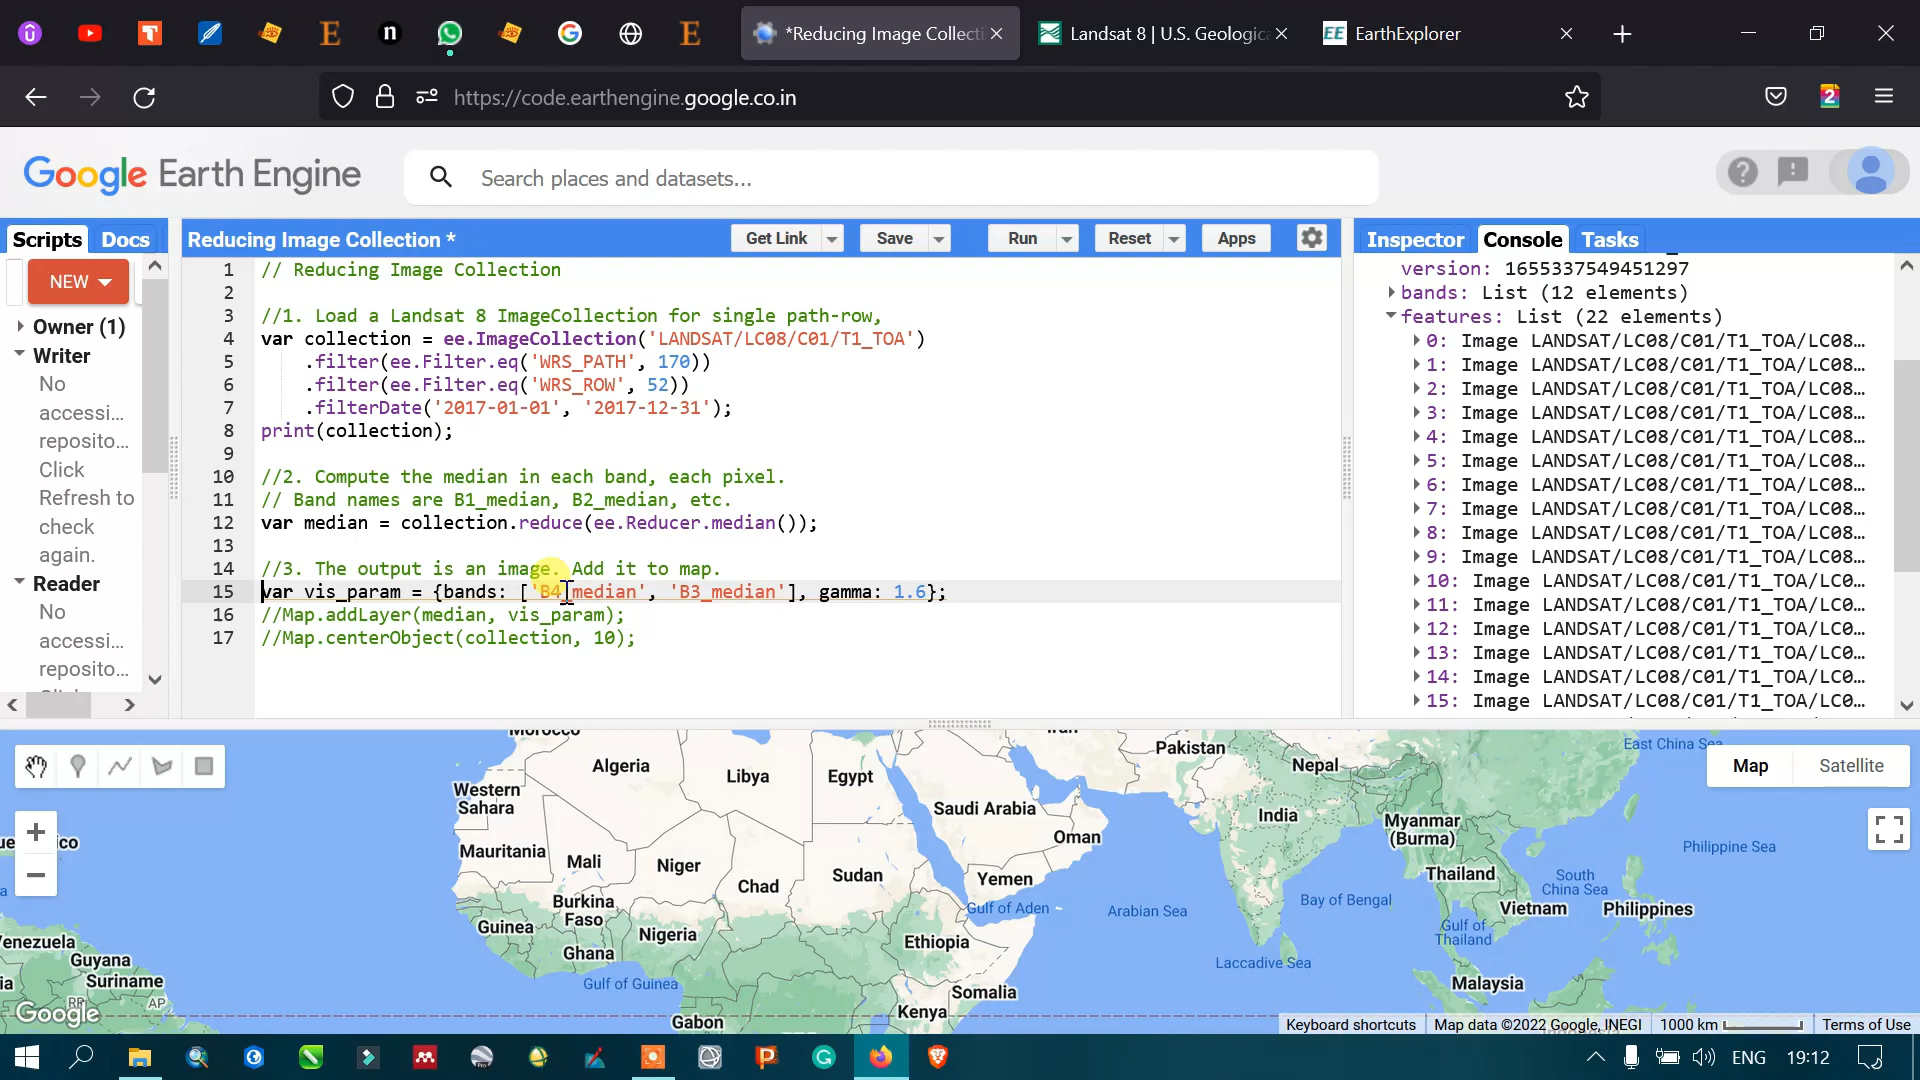 *Reducing Image Collecti
Landsat 8 | U.S. Geologica
EE EarthExplorer
https://code.earthengine.google.co.in
2
Google Earth Engine
Search places and datasets...
Scripts Docs
Reducing Image Collection *
Get Link Save Run Reset Apps
Inspector Console Tasks
NEW
Owner (1)
Writer
No
accessi...
reposito...
Click
Refresh to
check
again.
Reader
No
accessi...
reposito...
1 // Reducing Image Collection
2
3 //1. Load a Landsat 8 ImageCollection for single path-row,
4 var collection = ee.ImageCollection('LANDSAT/LC08/C01/T1_TOA')
5 .filter(ee.Filter.eq('WRS_PATH', 170))
6 .filter(ee.Filter.eq('WRS_ROW', 52))
7 .filterDate('2017-01-01', '2017-12-31');
8 print(collection);
9
10 //2. Compute the median in each band, each pixel.
11 // Band names are B1_median, B2_median, etc.
12 var median = collection.reduce(ee.Reducer.median());
13
14 //3. The output is an image. Add it to map.
15 var vis_param = {bands: ['B4_median', 'B3_median'], gamma: 1.6};
16 //Map.addLayer(median, vis_param);
17 //Map.centerObject(collection, 10);
version: 1655337549451297
bands: List (12 elements)
features: List (22 elements)
0: Image LANDSAT/LC08/C01/T1_TOA/LC08...
1: Image LANDSAT/LC08/C01/T1_TOA/LC08...
2: Image LANDSAT/LC08/C01/T1_TOA/LC08...
3: Image LANDSAT/LC08/C01/T1_TOA/LC08...
4: Image LANDSAT/LC08/C01/T1_TOA/LC08...
5: Image LANDSAT/LC08/C01/T1_TOA/LC08...
6: Image LANDSAT/LC08/C01/T1_TOA/LC08...
7: Image LANDSAT/LC08/C01/T1_TOA/LC08...
8: Image LANDSAT/LC08/C01/T1_TOA/LC08...
9: Image LANDSAT/LC08/C01/T1_TOA/LC08...
10: Image LANDSAT/LC08/C01/T1_TOA/LC0...
11: Image LANDSAT/LC08/C01/T1_TOA/LC0...
12: Image LANDSAT/LC08/C01/T1_TOA/LC0...
13: Image LANDSAT/LC08/C01/T1_TOA/LC0...
14: Image LANDSAT/LC08/C01/T1_TOA/LC0...
15: Image LANDSAT/LC08/C01/T1_TOA/LC0...
Map Satellite
Morocco
Iran
East China Sea
Algeria
Libya
Egypt
Pakistan
Nepal
Western
Sahara
Saudi Arabia
India
Myanmar
(Burma)
Oman
Mauritania
Mali
Niger
Chad
Sudan
Yemen
Thailand
Philippine Sea
South
China Sea
Burkina
Faso
Gulf of Aden
Arabian Sea
Bay of Bengal
Vietnam
Philippines
Guinea
Nigeria
Ghana
Ethiopia
Gulf of
Thailand
Venezuela
Guyana
Suriname
RR
AP
Gulf of Guinea
Laccadive Sea
Malaysia
Somalia
Kenya
Gabon
Google
Keyboard shortcuts
Map data ©2022 Google, INEGI
1000 km
Terms of Use
ENG
19:12